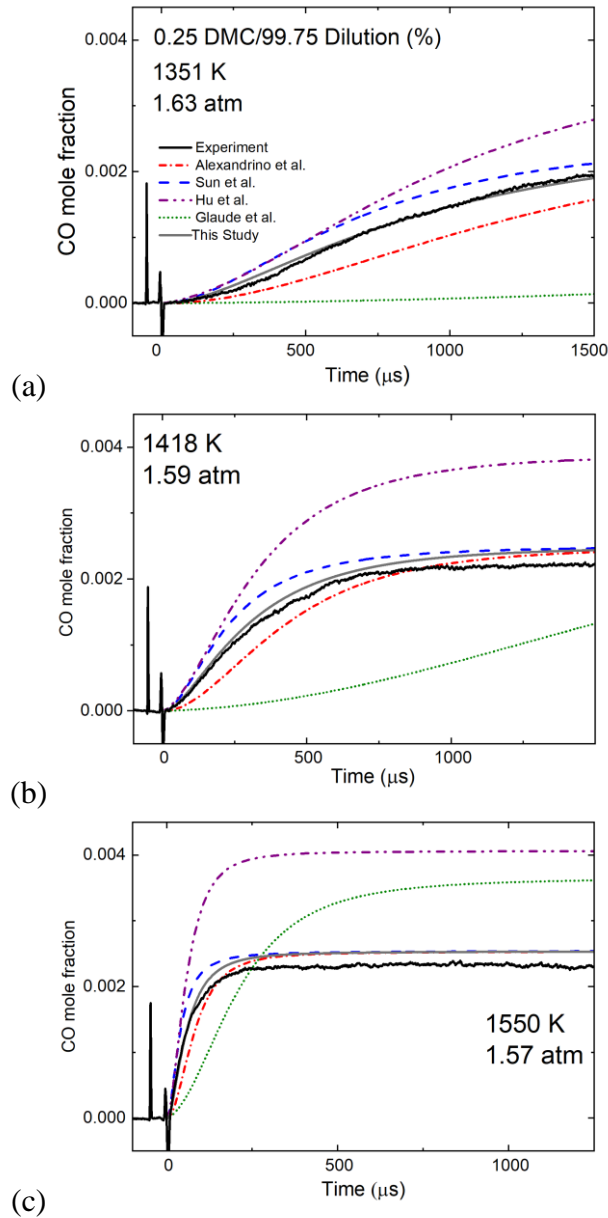 0.25 DMC/99.75 Dilution (%)
1351 K
1.63 atm
Experiment
Alexandrino et al.
Sun et al.
Hu et al.
Glaude et al.
This Study
CO mole fraction
0.004
0.002
0.000
0
500
1000
1500
Time (μs)
(a)
1418 K
1.59 atm
CO mole fraction
0.004
0.002
0.000
0
500
1000
Time (μs)
(b)
CO mole fraction
0.004
0.002
0.000
1550 K
1.57 atm
0
500
1000
Time (μs)
(c)